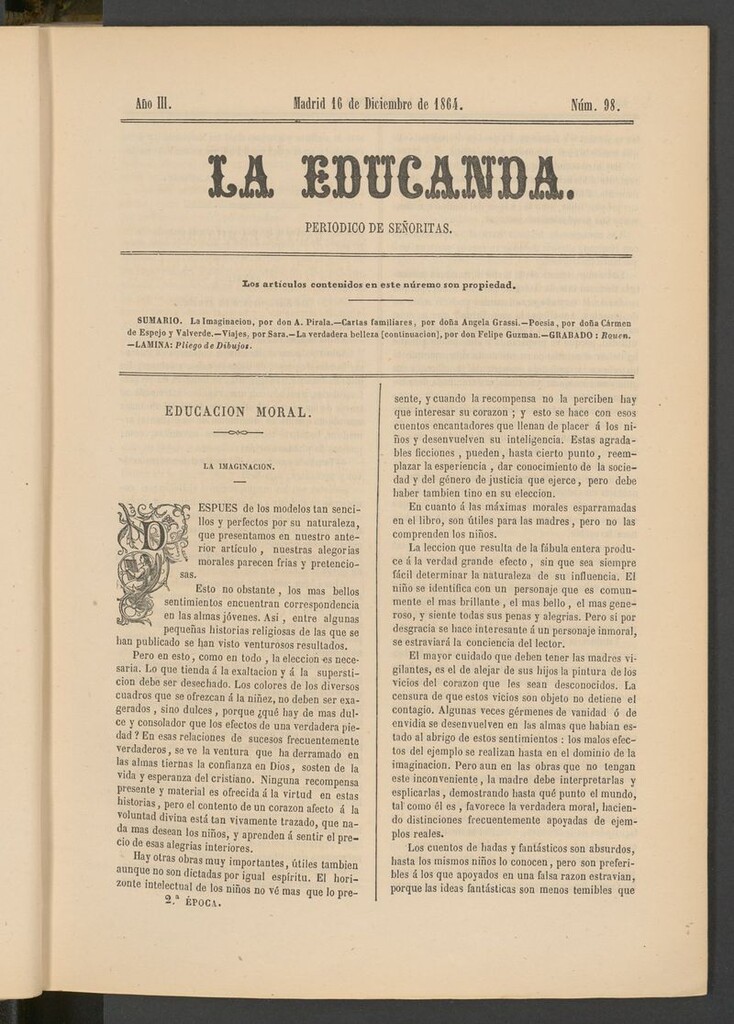 Año III.
Madrid 16 de Diciembre de 1864.
Núm. 98.
LA EDUCANDA.
PERIODICO DE SEÑORITAS.
Los artículos contenidos en este núremo son propiedad.
SUMARIO. La Imaginacion, por don A. Pirala.—Cartas familiares, por doña Angela Grassi.—Poesía, por doña Cármen
de Espejo y Valverde.—Viajes, por Sara.—La verdadera belleza [continuacion], por don Felipe Guzman.—GRABADO : Rouen.
—LAMINA: Pliego de Dibujos.
EDUCACION MORAL.
LA IMAGINACION.
DESPUES de los modelos tan senci-
llos y perfectos por su naturaleza,
que presentamos en nuestro ante-
rior artículo , nuestras alegorias
morales parecen frias y pretencio-
sas.
Esto no obstante , los mas bellos
sentimientos encuentran correspondencia
en las almas jóvenes. Asi , entre algunas
pequeñas historias religiosas de las que se
han publicado se han visto venturosos resultados.
Pero en esto, como en todo , la eleccion es nece-
saria. Lo que tienda á la exaltacion y á la supersti-
cion debe ser desechado. Los colores de los diversos
cuadros que se ofrezcan á la niñez, no deben ser exa-
gerados , sino dulces , porque ¿qué hay de mas dul-
ce y consolador que los efectos de una verdadera pie-
dad ? En esas relaciones de sucesos frecuentemente
verdaderos, se ve la ventura que ha derramado en
las almas tiernas la confianza en Dios, sosten de la
vida y esperanza del cristiano. Ninguna recompensa
presente y material es ofrecida á la virtud en estas
historias, pero el contento de un corazon afecto á la
voluntad divina está tan vivamente trazado, que na-
da mas desean los niños, y aprenden á sentir el pre-
cio de esas alegrias interiores.
Hay otras obras muy importantes, útiles tambien
aunque no son dictadas por igual espíritu. El hori-
zonte intelectual de los niños no vé mas que lo pre-
2.ª ÉPOCA.
sente, y cuando la recompensa no la perciben hay
que interesar su corazon ; y esto se hace con esos
cuentos encantadores que llenan de placer á los ni-
ños y desenvuelven su inteligencia. Estas agrada-
bles ficciones , pueden, hasta cierto punto , reem-
plazar la esperiencia , dar conocimiento de la socie-
dad y del género de justicia que ejerce, pero debe
haber tambien tino en su eleccion.
En cuanto á las máximas morales esparramadas
en el libro, son útiles para las madres, pero no las
comprenden los niños.
La leccion que resulta de la fábula entera produ-
ce á la verdad grande efecto , sin que sea siempre
fácil determinar la naturaleza de su influencia. El
niño se identifica con un personaje que es comun-
mente el mas brillante , el mas bello , el mas gene-
roso, y siente todas sus penas y alegrias. Pero si por
desgracia se hace interesante á un personaje inmoral,
se estraviará la conciencia del lector.
El mayor cuidado que deben tener las madres vi-
gilantes, es el de alejar de sus hijos la pintura de los
vicios del corazon que les sean desconocidos. La
censura de que estos vicios son objeto no detiene el
contagio. Algunas veces gérmenes de vanidad ó de
envidia se desenvuelven en las almas que habian es-
tado al abrigo de estos sentimientos : los malos efec-
tos del ejemplo se realizan hasta en el dominio de la
imaginacion. Pero aun en las obras que no tengan
este inconveniente , la madre debe interpretarlas y
esplicarlas, demostrando hasta qué punto el mundo,
tal como él es , favorece la verdadera moral, hacien-
do distinciones frecuentemente apoyadas de ejem-
plos reales.
Los cuentos de hadas y fantásticos son absurdos,
hasta los mismos niños lo conocen , pero son preferi-
bles á los que apoyados en una falsa razon estravian,
porque las ideas fantásticas son menos temibles que